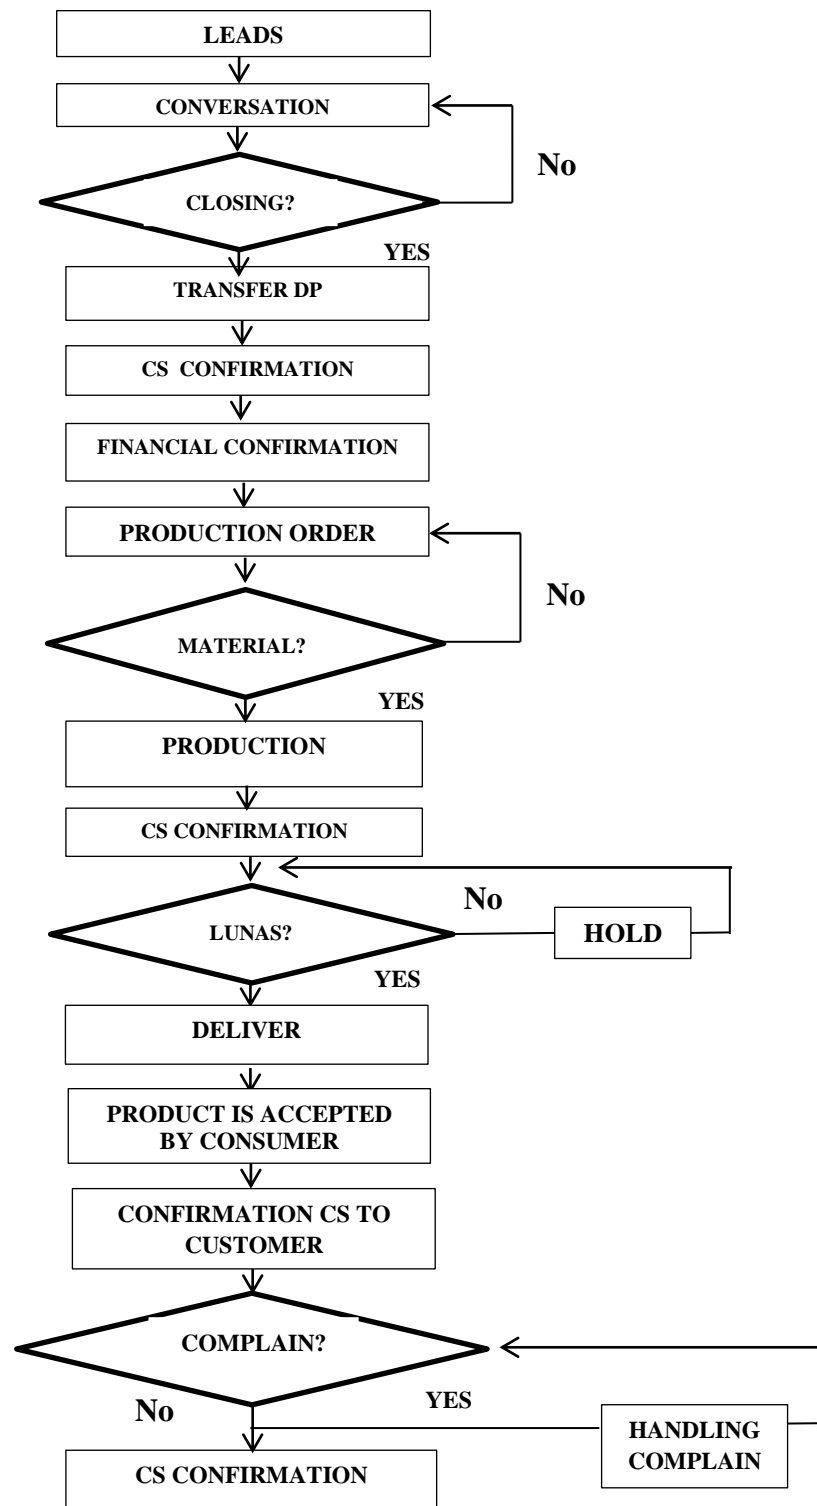 LEADS
CONVERSATION
No
CLOSING?
YES
TRANSFER DP
CS CONFIRMATION
FINANCIAL CONFIRMATION
PRODUCTION ORDER
No
MATERIAL?
YES
PRODUCTION
CS CONFIRMATION
No
LUNAS?
HOLD
YES
DELIVER
PRODUCT IS ACCEPTED
BY CONSUMER
CONFIRMATION CS TO
CUSTOMER
COMPLAIN?
No
YES
HANDLING
COMPLAIN
CS CONFIRMATION